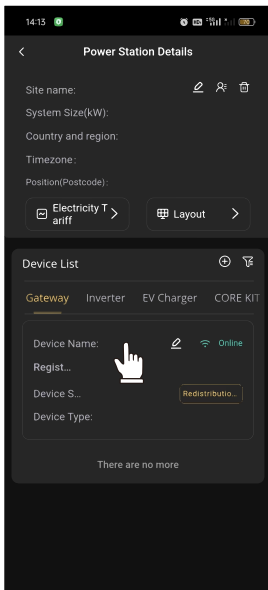 14:13
Power Station Details
Site name:
System Size(kW):
Country and region:
Timezone:
Position(Postcode):
Electricity T
ariff
Layout
Device List
Gateway Inverter EV Charger CORE KIT
Device Name: Online
Regist...
Device S... Redistributio...
Device Type:
There are no more